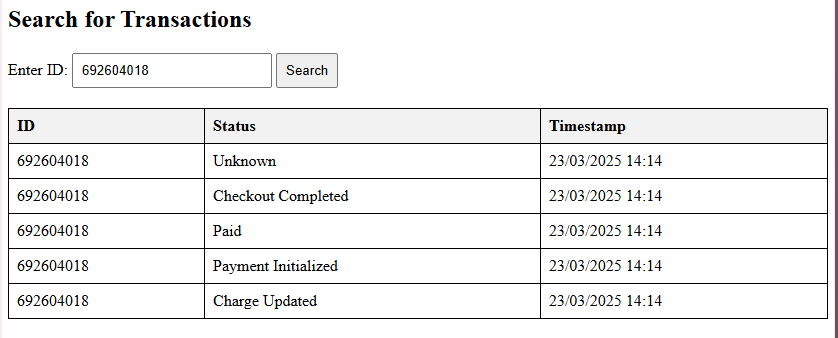 Search for Transactions
Enter ID: 692604018 Search
ID Status Timestamp
692604018 Unknown 23/03/2025 14:14
692604018 Checkout Completed 23/03/2025 14:14
692604018 Paid 23/03/2025 14:14
692604018 Payment Initialized 23/03/2025 14:14
692604018 Charge Updated 23/03/2025 14:14